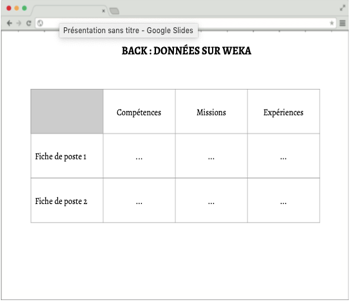 Présentation sans titre - Google Slides
BACK : DONNÉES SUR WEKA
Compétences Missions Expériences
Fiche de poste 1 ... ... ...
Fiche de poste 2 ... ... ...